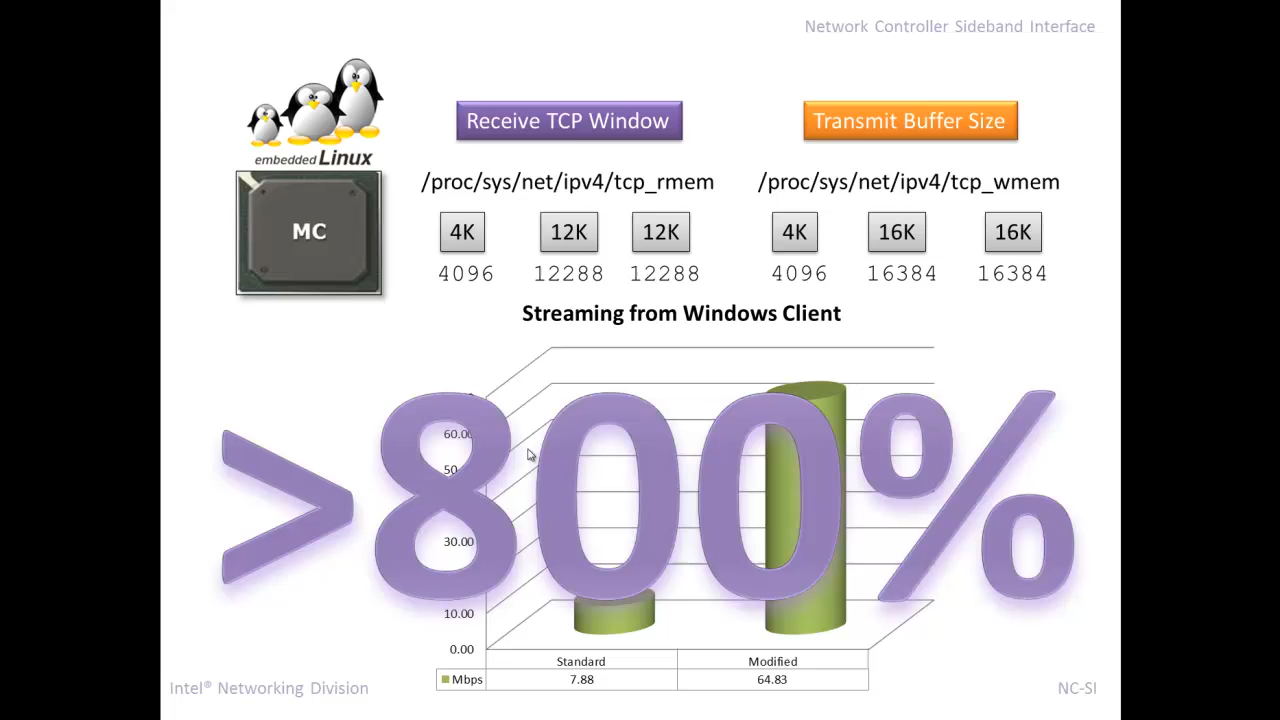 Network Controller Sideband Interface
Receive TCP Window
Transmit Buffer Size
embedded Linux
/proc/sys/net/ipv4/tcp_rmem
/proc/sys/net/ipv4/tcp_wmem
MC
4K 12K 12K
4K 16K 16K
4096 12288 12288
4096 16384 16384
Streaming from Windows Client
>800%
60.00
50
30.00
10.00
0.00
Standard Modified
Mbps 7.88 64.83
Intel® Networking Division
NC-SI